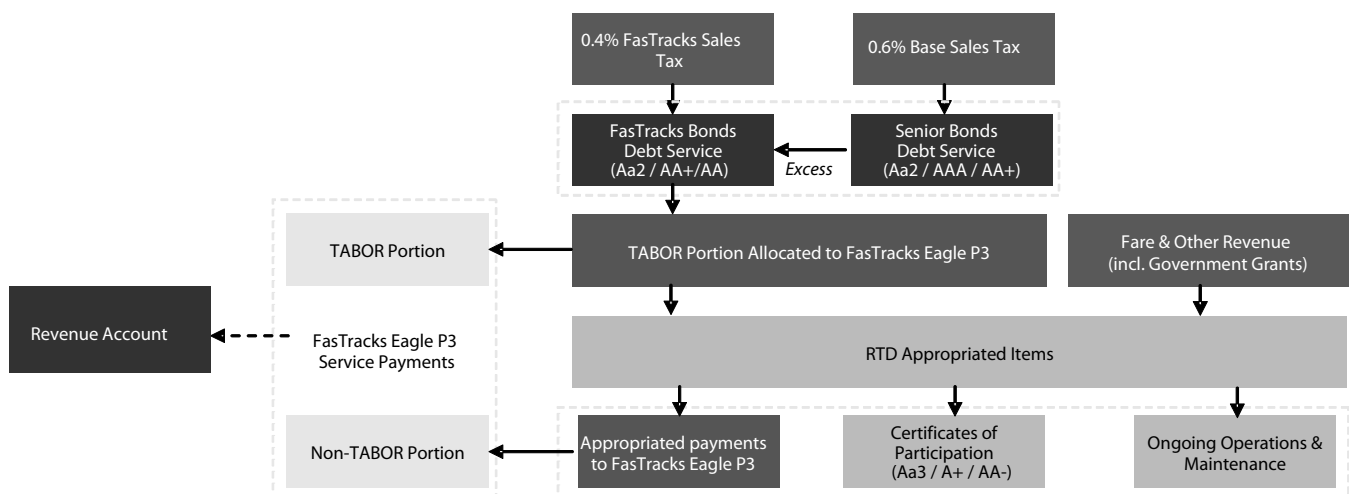 0.4% FasTracks Sales
Tax
0.6% Base Sales Tax
FasTracks Bonds
Debt Service
(Aa2 / AA+/AA)
Excess
Senior Bonds
Debt Service
(Aa2 / AAA / AA+)
TABOR Portion
TABOR Portion Allocated to FasTracks Eagle P3
Fare & Other Revenue
(incl. Government Grants)
Revenue Account
FasTracks Eagle P3
Service Payments
RTD Appropriated Items
Non-TABOR Portion
Appropriated payments
to FasTracks Eagle P3
Certificates of
Participation
(Aa3 / A+ / AA-)
Ongoing Operations &
Maintenance